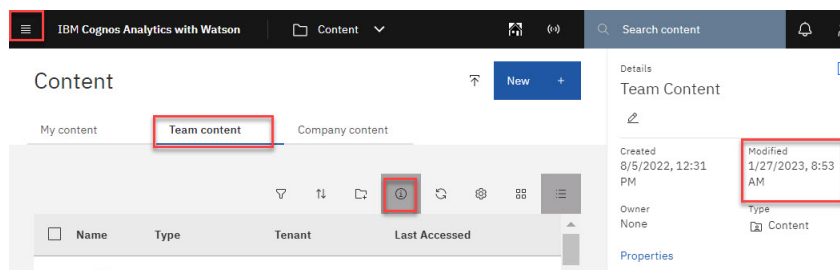 IBM Cognos Analytics with Watson
Content
Search content
Content
New +
My content
Team content
Company content
Name Type Tenant Last Accessed
Details
Team Content
Created
8/5/2022, 12:31
PM
Modified
1/27/2023, 8:53
AM
Owner
None
Type
Content
Properties